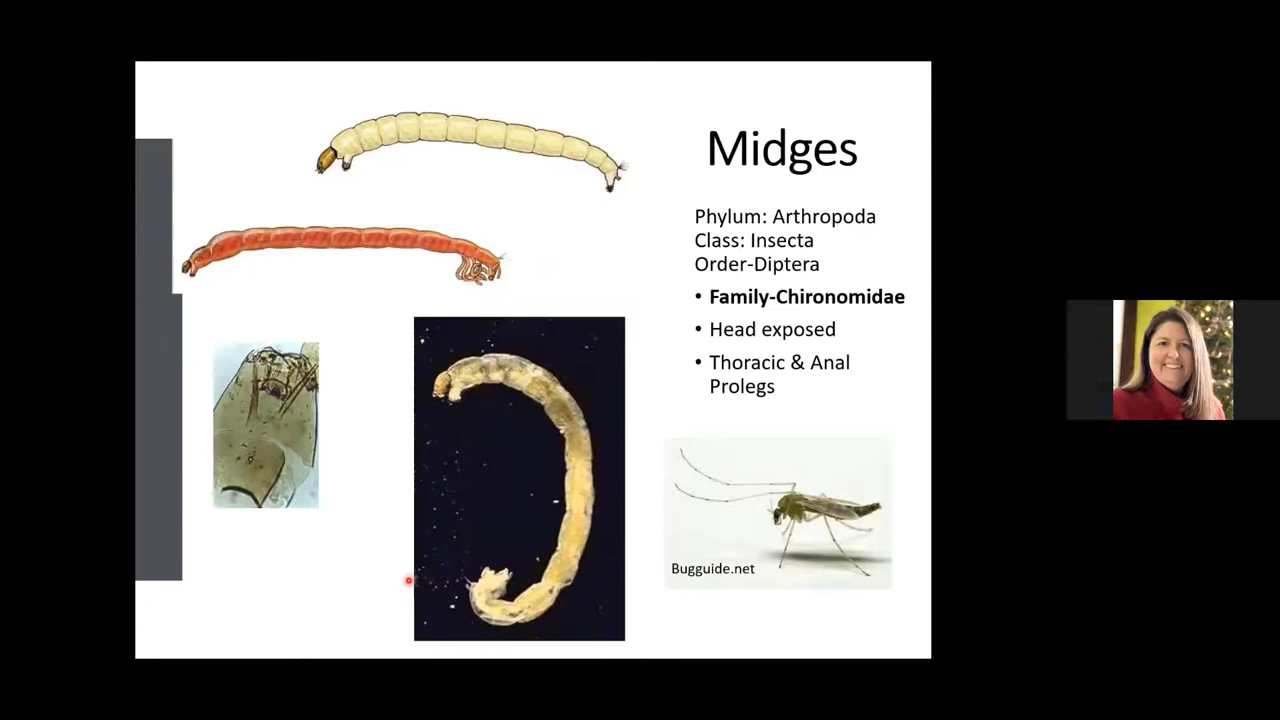 Midges
Phylum: Arthropoda
Class: Insecta
Order-Diptera
• Family-Chironomidae
• Head exposed
• Thoracic & Anal
Prolegs
Bugguide.net